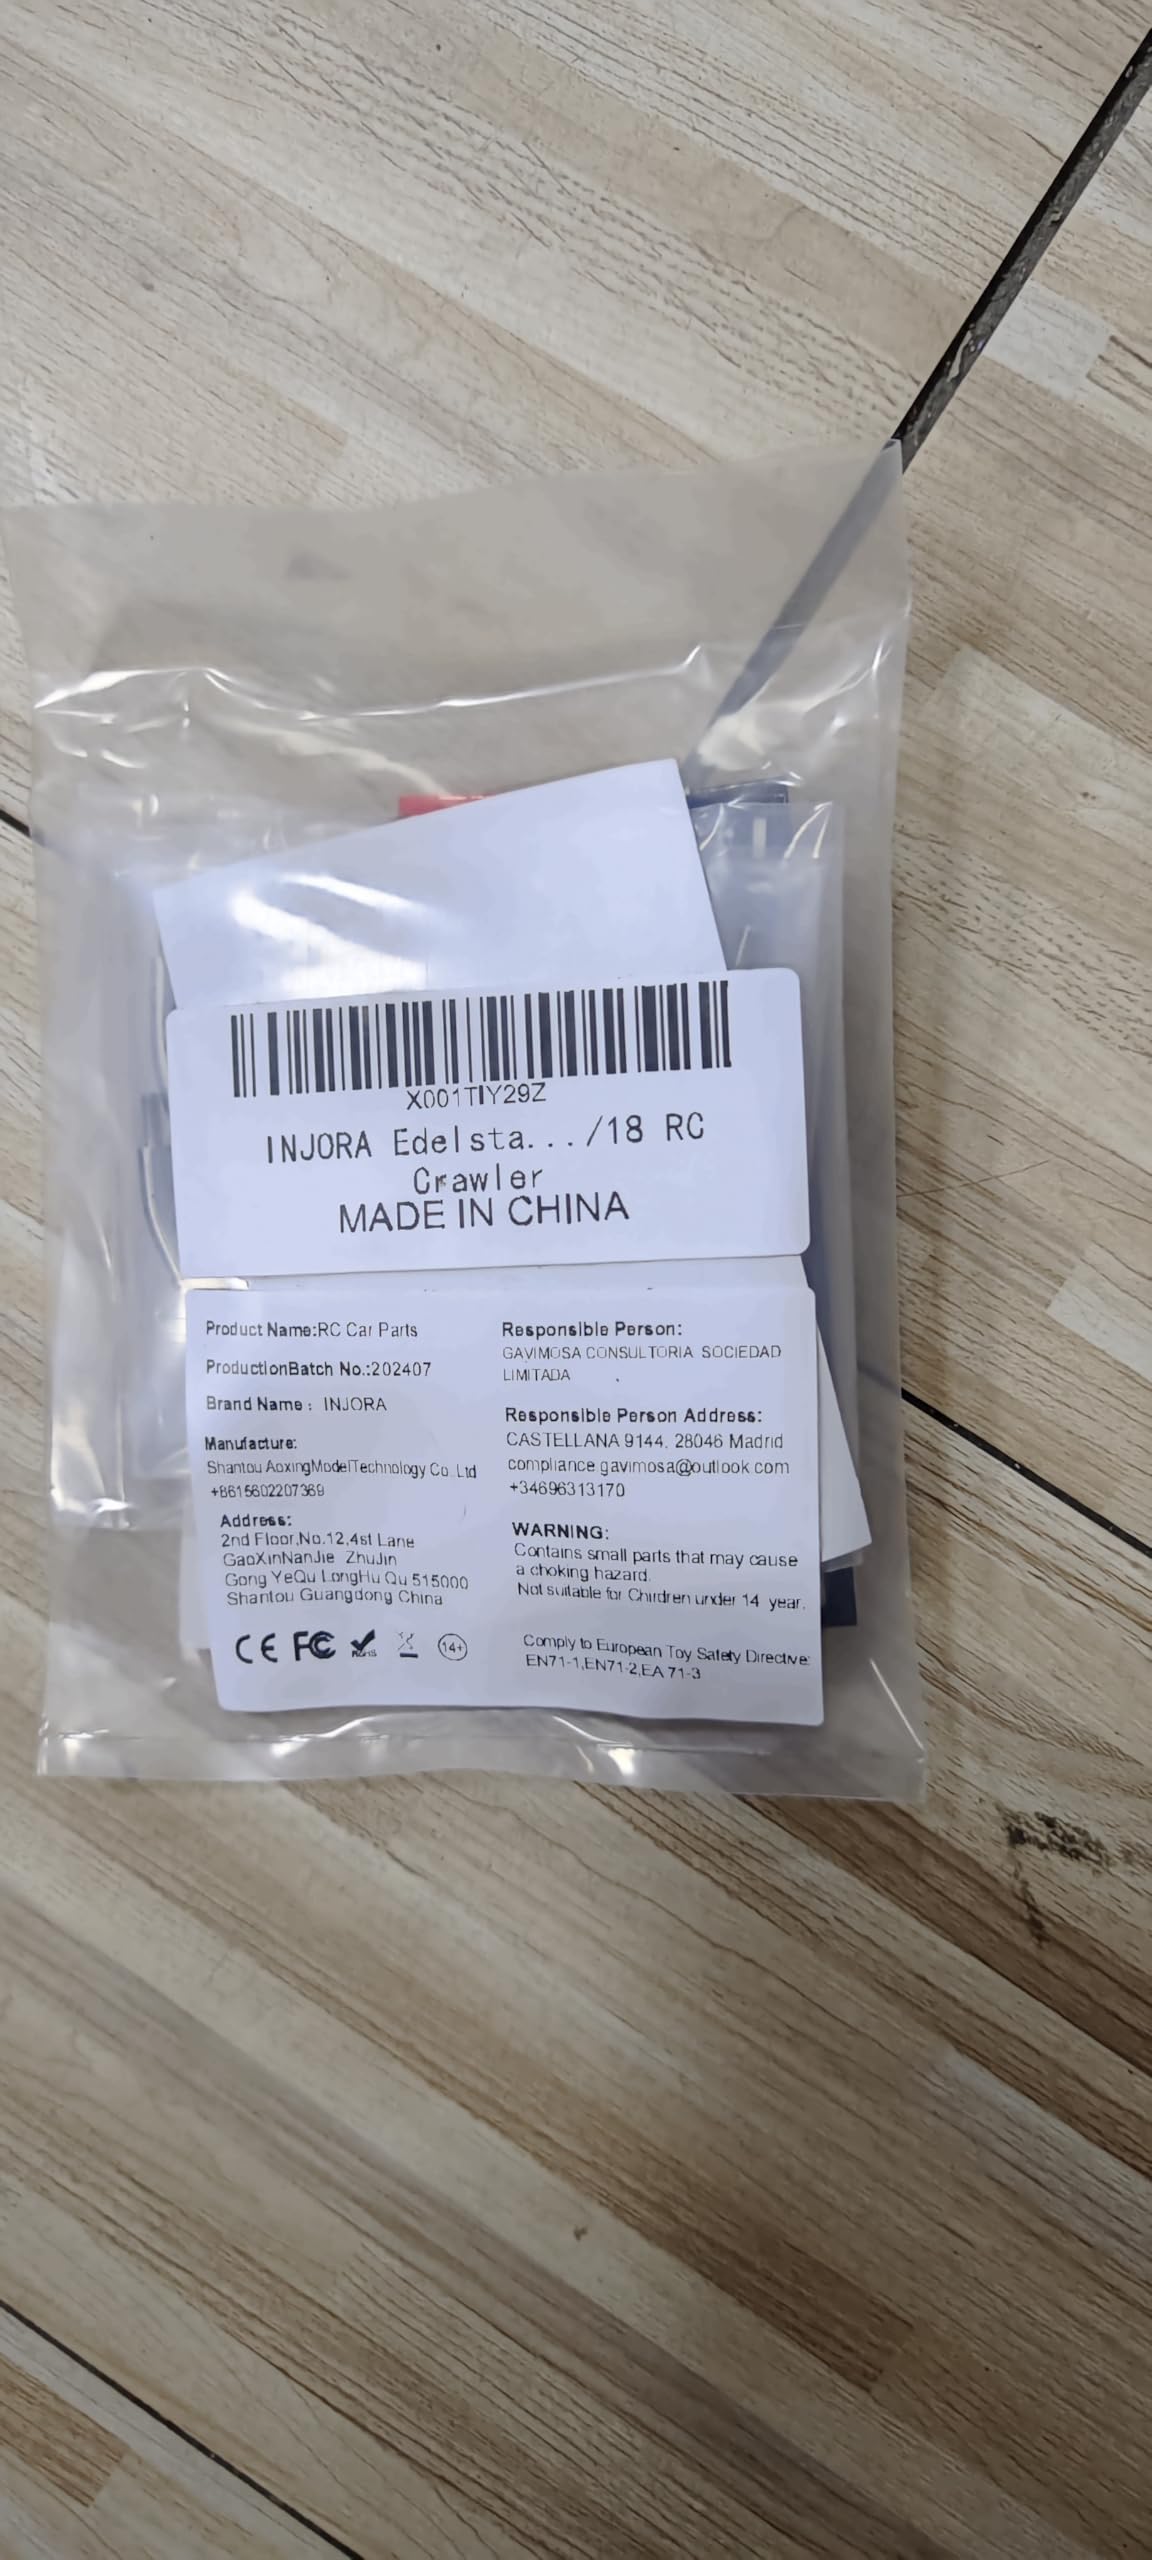 X001TIY29Z
INJORA Edelsta.../18 RC
Crawler
MADE IN CHINA
Product Name:RC Car Parts
ProductionBatch No.:202407
Brand Name: INJORA
Manufacture:
Shantou AoxingModelTechnology Co.Ltd
+8615602207369
Address:
2nd Floor,No.12,4st Lane
GaoXinNanJie ZhuJin
Gong YeQu LongHu Qu 515000
Shantou Guangdong China
CE FC RoHS 14+
Responsible Person:
GAVIMOSA CONSULTORIA SOCIEDAD
LIMITADA
Responsible Person Address:
CASTELLANA 9144, 28046 Madrid
compliance.gavimosa@outlook.com
+34696313170
WARNING:
Contains small parts that may cause
a choking hazard.
Not suitable for Chirdren under 14 year.
Comply to European Toy Safety Directive:
EN71-1,EN71-2,EA 71-3